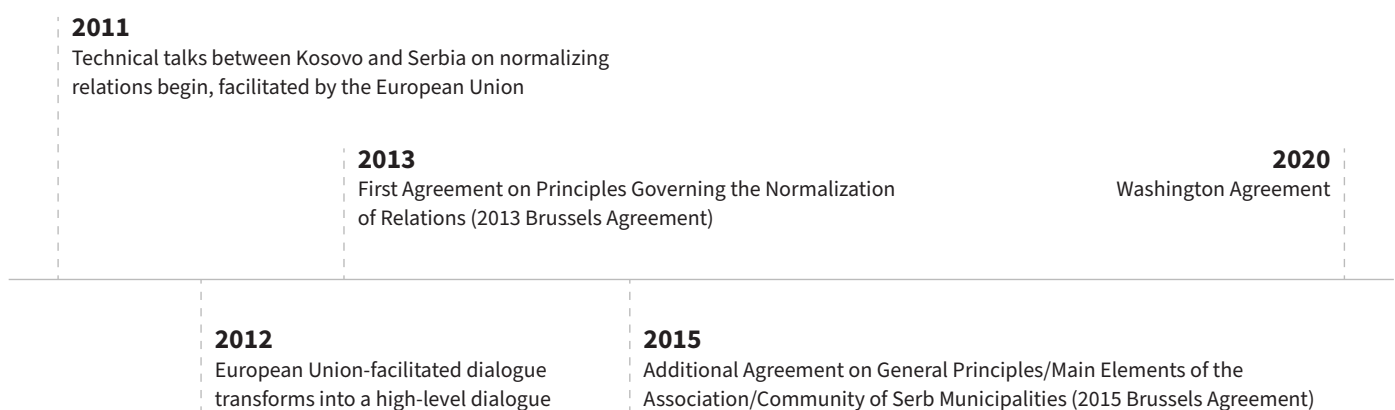 2011
Technical talks between Kosovo and Serbia on normalizing
relations begin, facilitated by the European Union
2013
First Agreement on Principles Governing the Normalization
of Relations (2013 Brussels Agreement)
2020
Washington Agreement
2012
European Union-facilitated dialogue
transforms into a high-level dialogue
2015
Additional Agreement on General Principles/Main Elements of the
Association/Community of Serb Municipalities (2015 Brussels Agreement)